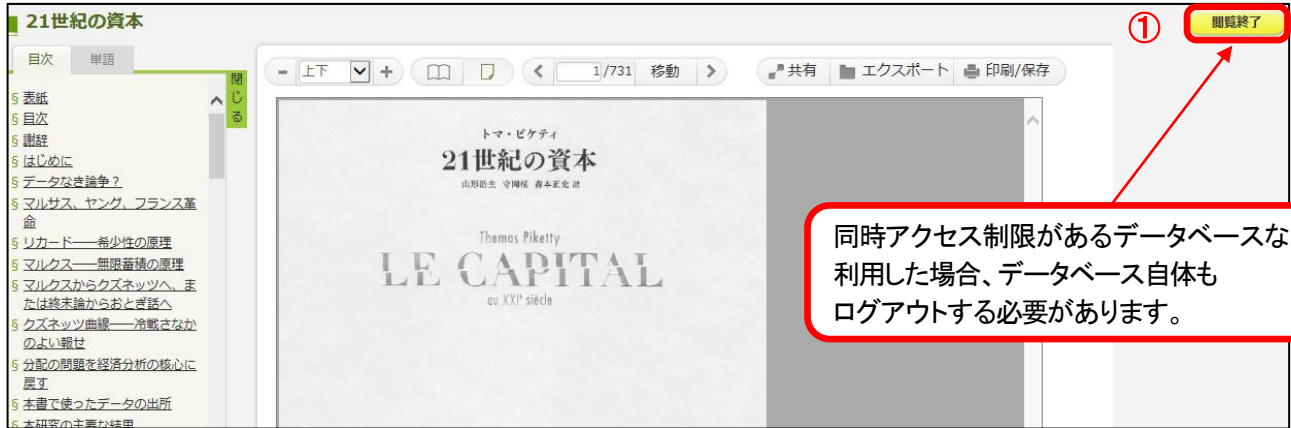 21世紀の資本
①
閲覧終了
目次
単語
閉じる
- 上下 +
1/731 移動
共有
エクスポート
印刷/保存
§ 表紙
§ 目次
§ 謝辞
§ はじめに
§ データなき論争？
§ マルサス、ヤング、フランス革
命
§ リカード――希少性の原理
§ マルクス――無限蓄積の原理
§ マルクスからクズネッツへ、ま
たは終末論からおとぎ話へ
§ クズネッツ曲線――冷戦さなか
のよい報せ
§ 分配の問題を経済分析の核心に
戻す
§ 本書で使ったデータの出所
§ 本研究の主要な結果
トマ・ピケティ
21世紀の資本
山形浩生 守岡桜 森本正史 訳
Thomas Piketty
LE CAPITAL
au XXIᵉ siècle
同時アクセス制限があるデータベースな
利用した場合、データベース自体も
ログアウトする必要があります。